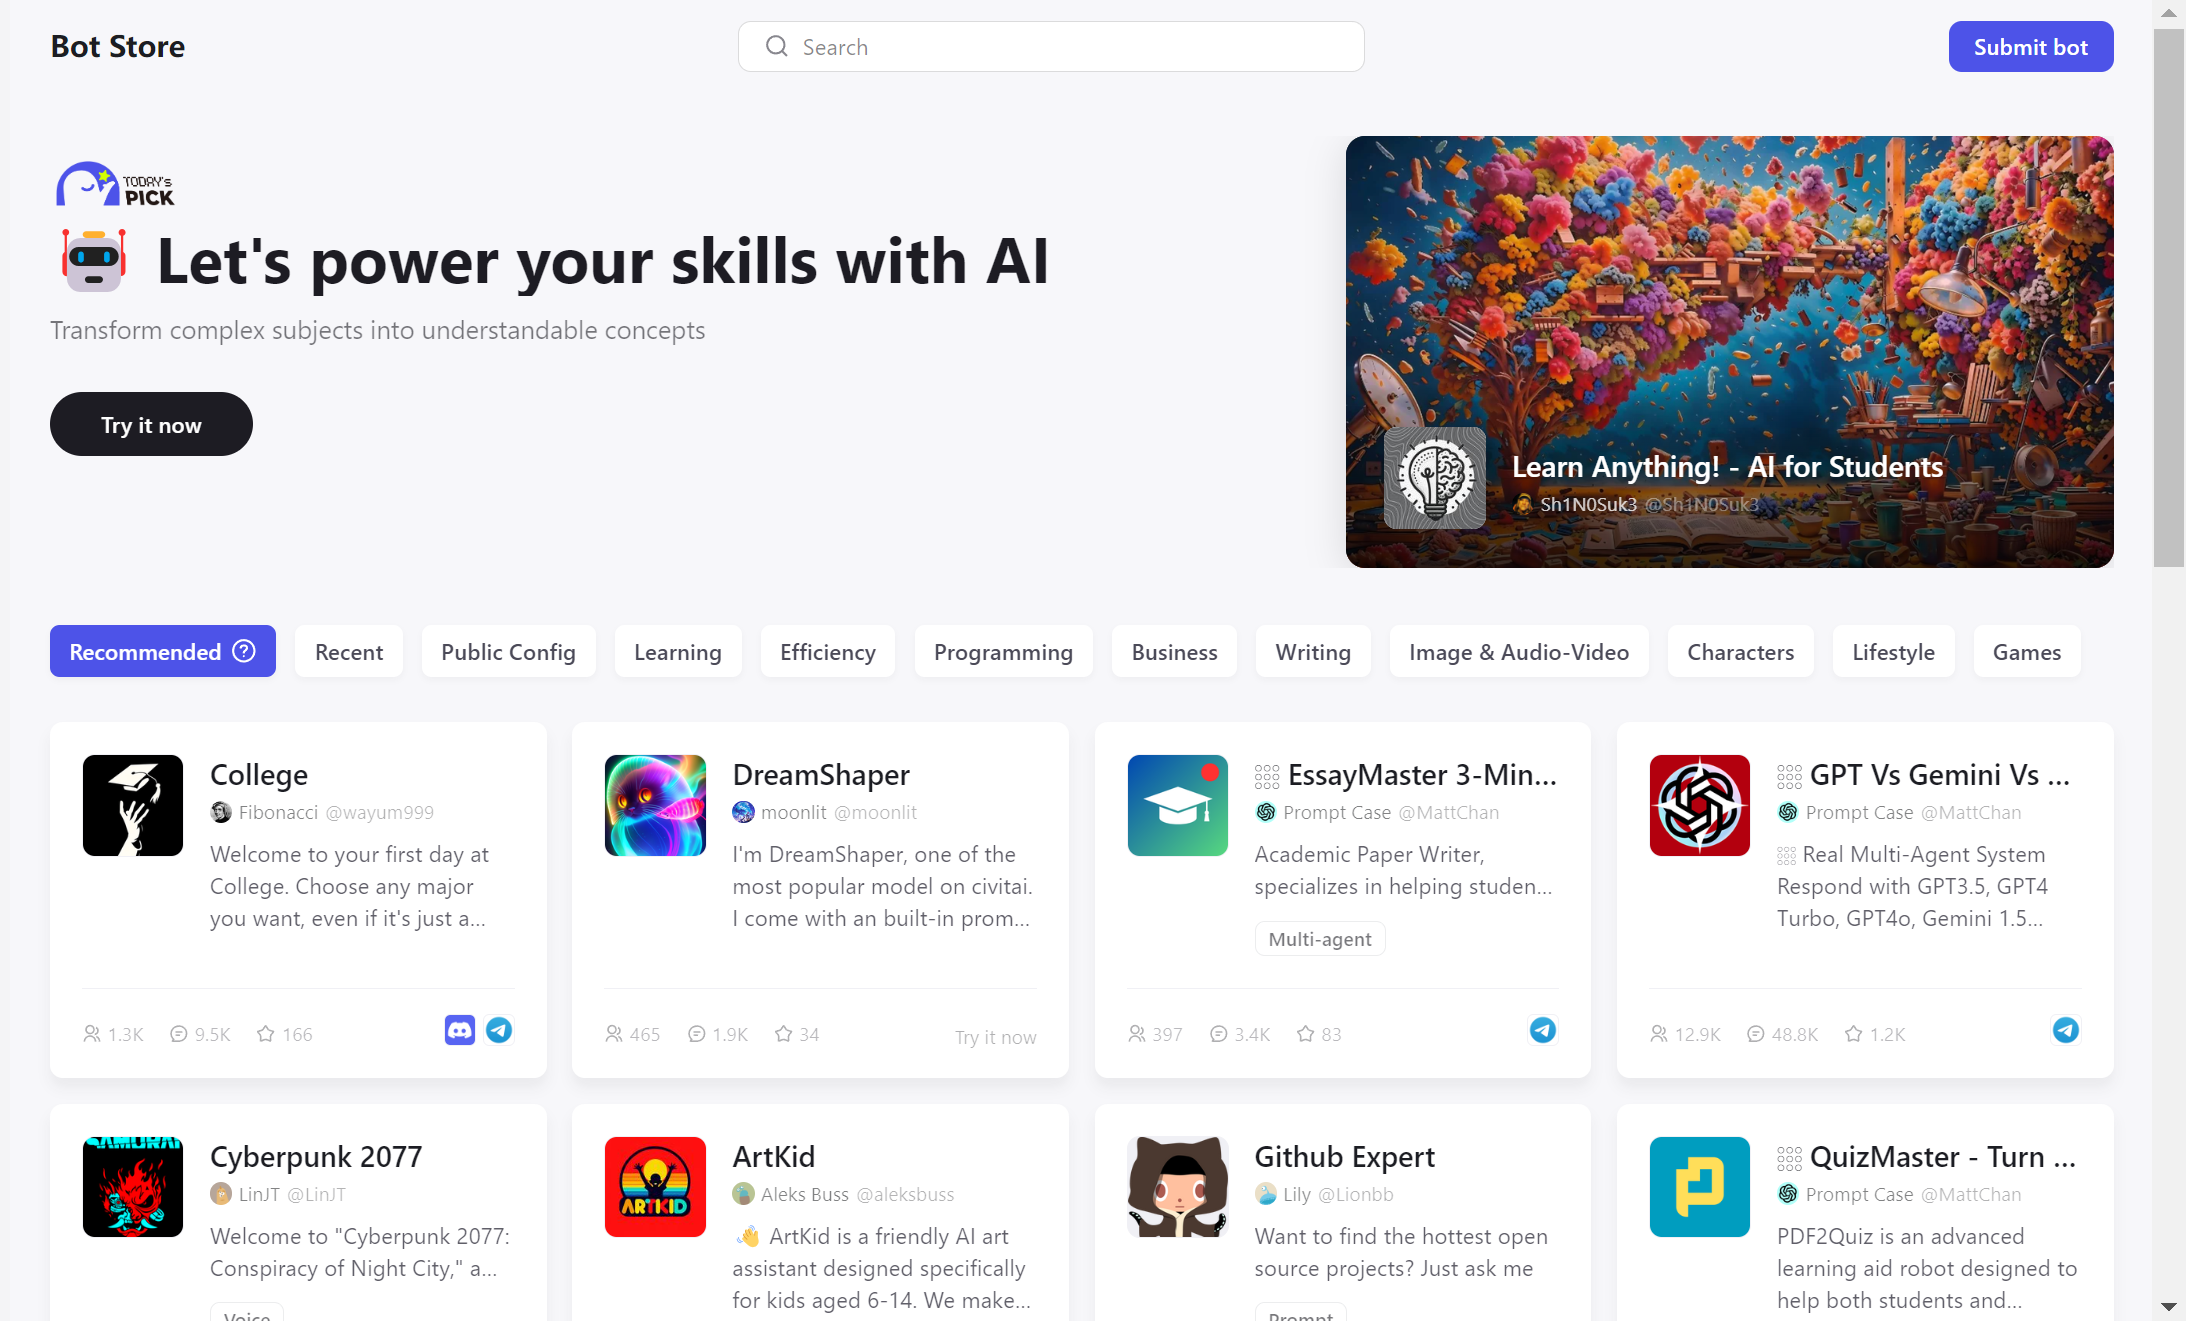 Bot Store
Search
Submit bot
TODAY's
PICK
Let's power your skills with AI
Transform complex subjects into understandable concepts
Try it now
Learn Anything! - AI for Students
Sh1N0Suk3 @Sh1N0Suk3
Recommended
Recent
Public Config
Learning
Efficiency
Programming
Business
Writing
Image & Audio-Video
Characters
Lifestyle
Games
College
Fibonacci @wayum999
Welcome to your first day at
College. Choose any major
you want, even if it's just a...
1.3K 9.5K 166
DreamShaper
moonlit @moonlit
I'm DreamShaper, one of the
most popular model on civitai.
I come with an built-in prom...
465 1.9K 34
Try it now
EssayMaster 3-Min...
Prompt Case @MattChan
Academic Paper Writer,
specializes in helping studen...
Multi-agent
397 3.4K 83
GPT Vs Gemini Vs ...
Prompt Case @MattChan
Real Multi-Agent System
Respond with GPT3.5, GPT4
Turbo, GPT4o, Gemini 1.5...
12.9K 48.8K 1.2K
SAMURAI
Cyberpunk 2077
LinJT @LinJT
Welcome to "Cyberpunk 2077:
Conspiracy of Night City," a...
Voice
ARTKID
ArtKid
Aleks Buss @aleksbuss
👋 ArtKid is a friendly AI art
assistant designed specifically
for kids aged 6-14. We make...
Github Expert
Lily @Lionbb
Want to find the hottest open
source projects? Just ask me
Prompt
QuizMaster - Turn ...
Prompt Case @MattChan
PDF2Quiz is an advanced
learning aid robot designed to
help both students and...